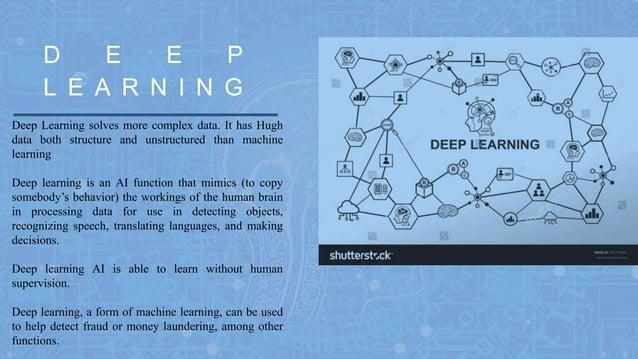 D E E P
L E A R N I N G
Deep Learning solves more complex data. It has Hugh
data both structure and unstructured than machine
learning
Deep learning is an AI function that mimics (to copy
somebody's behavior) the workings of the human brain
in processing data for use in detecting objects,
recognizing speech, translating languages, and making
decisions.
Deep learning AI is able to learn without human
supervision.
Deep learning, a form of machine learning, can be used
to help detect fraud or money laundering, among other
functions.
DEEP LEARNING
shutterstock